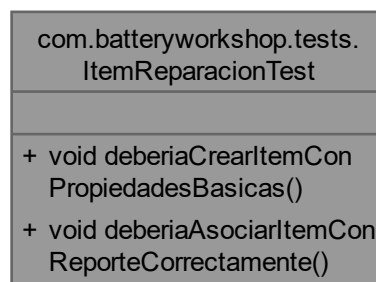 com.batteryworkshop.tests.
ItemReparacionTest
+ void deberiaCrearItemCon
PropiedadesBasicas()
+ void deberiaAsociarItemCon
ReporteCorrectamente()